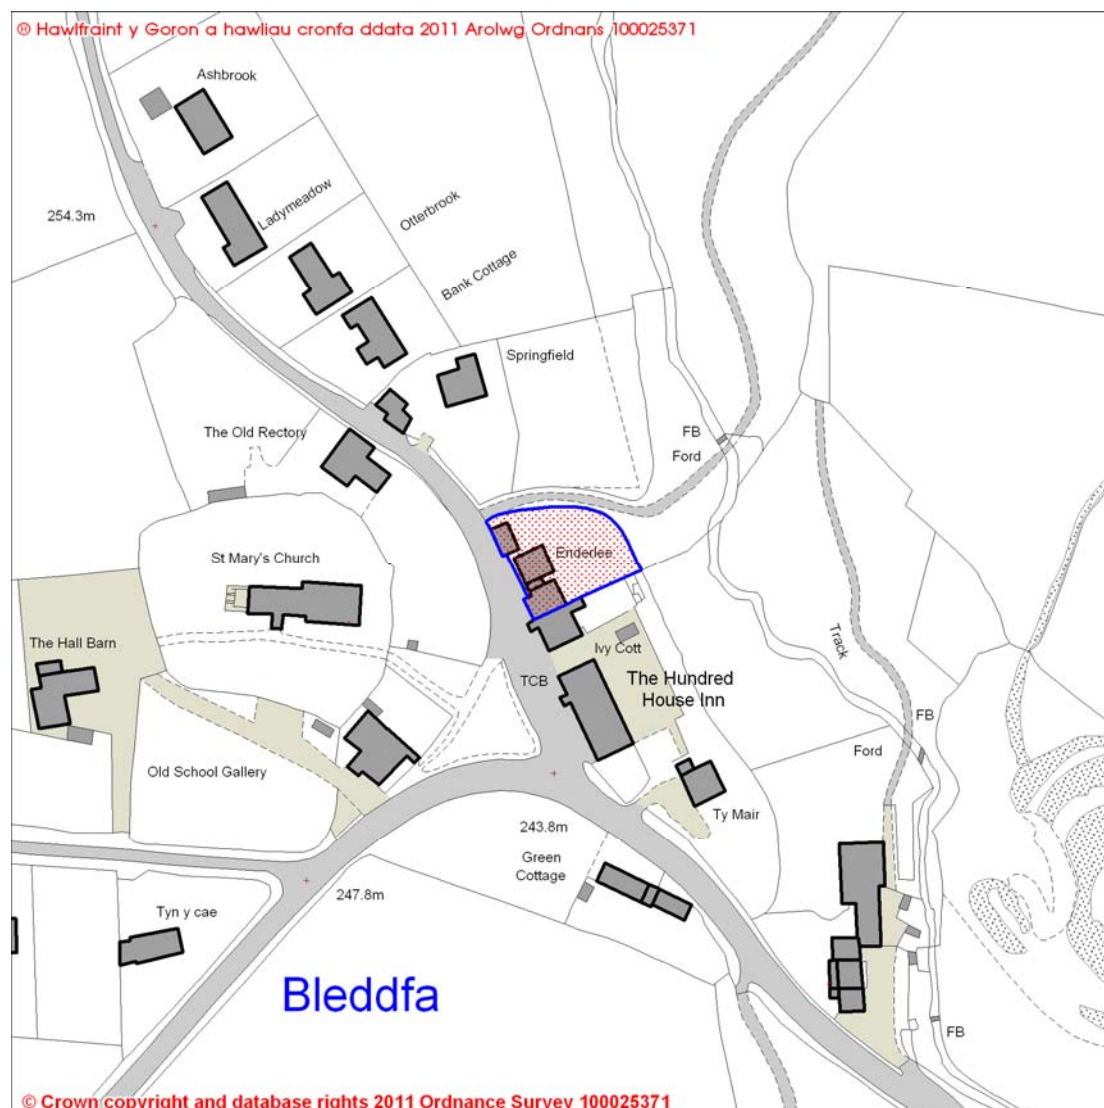 ® Hawlfraint y Goron a hawliau cronfa ddata 2011 Arolwg Ordnans 100025371
Ashbrook
254.3m
Ladymeadow
Otterbrook
Bank Cottage
Springfield
The Old Rectory
FB
Ford
St Mary's Church
Enderlee
The Hall Barn
Ivy Cott
Track
TCB
The Hundred
House Inn
FB
Ford
Old School Gallery
Ty Mair
243.8m
Green
Cottage
247.8m
Tyn y cae
Bleddfa
FB
© Crown copyright and database rights 2011 Ordnance Survey 100025371